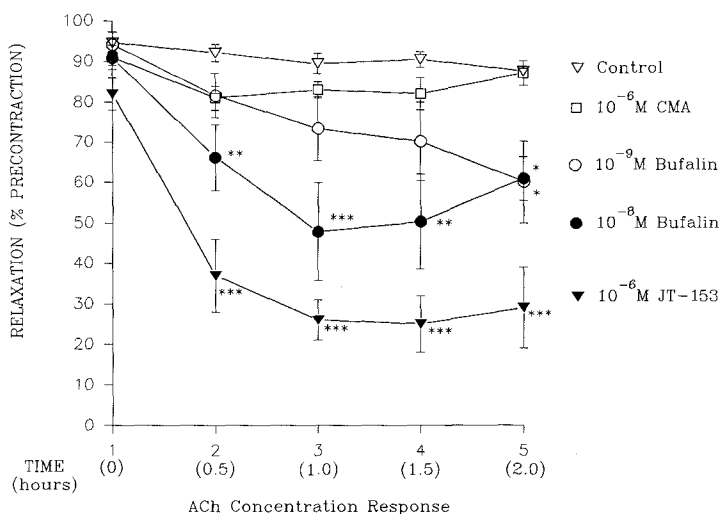 RELAXATION (% PRECONTRACTION)
100
90
80
70
60
50
40
30
20
10
0
**
***
**
*
*
***
***
***
***
1 2 3 4 5
TIME (0) (0.5) (1.0) (1.5) (2.0)
(hours)
ACh Concentration Response
Control
10⁻⁶M CMA
10⁻⁹M Bufalin
10⁻⁸M Bufalin
10⁻⁶M JT-153